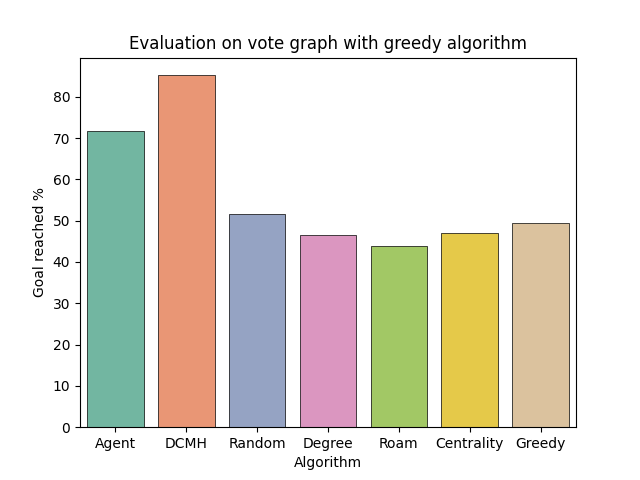 Evaluation on vote graph with greedy algorithm
Goal reached %
80
70
60
50
40
30
20
10
0
Agent DCMH Random Degree Roam Centrality Greedy
Algorithm